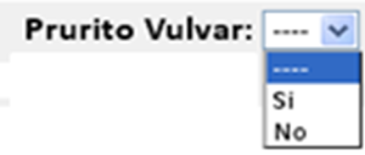 Prurito Vulvar: ----
----
Si
No